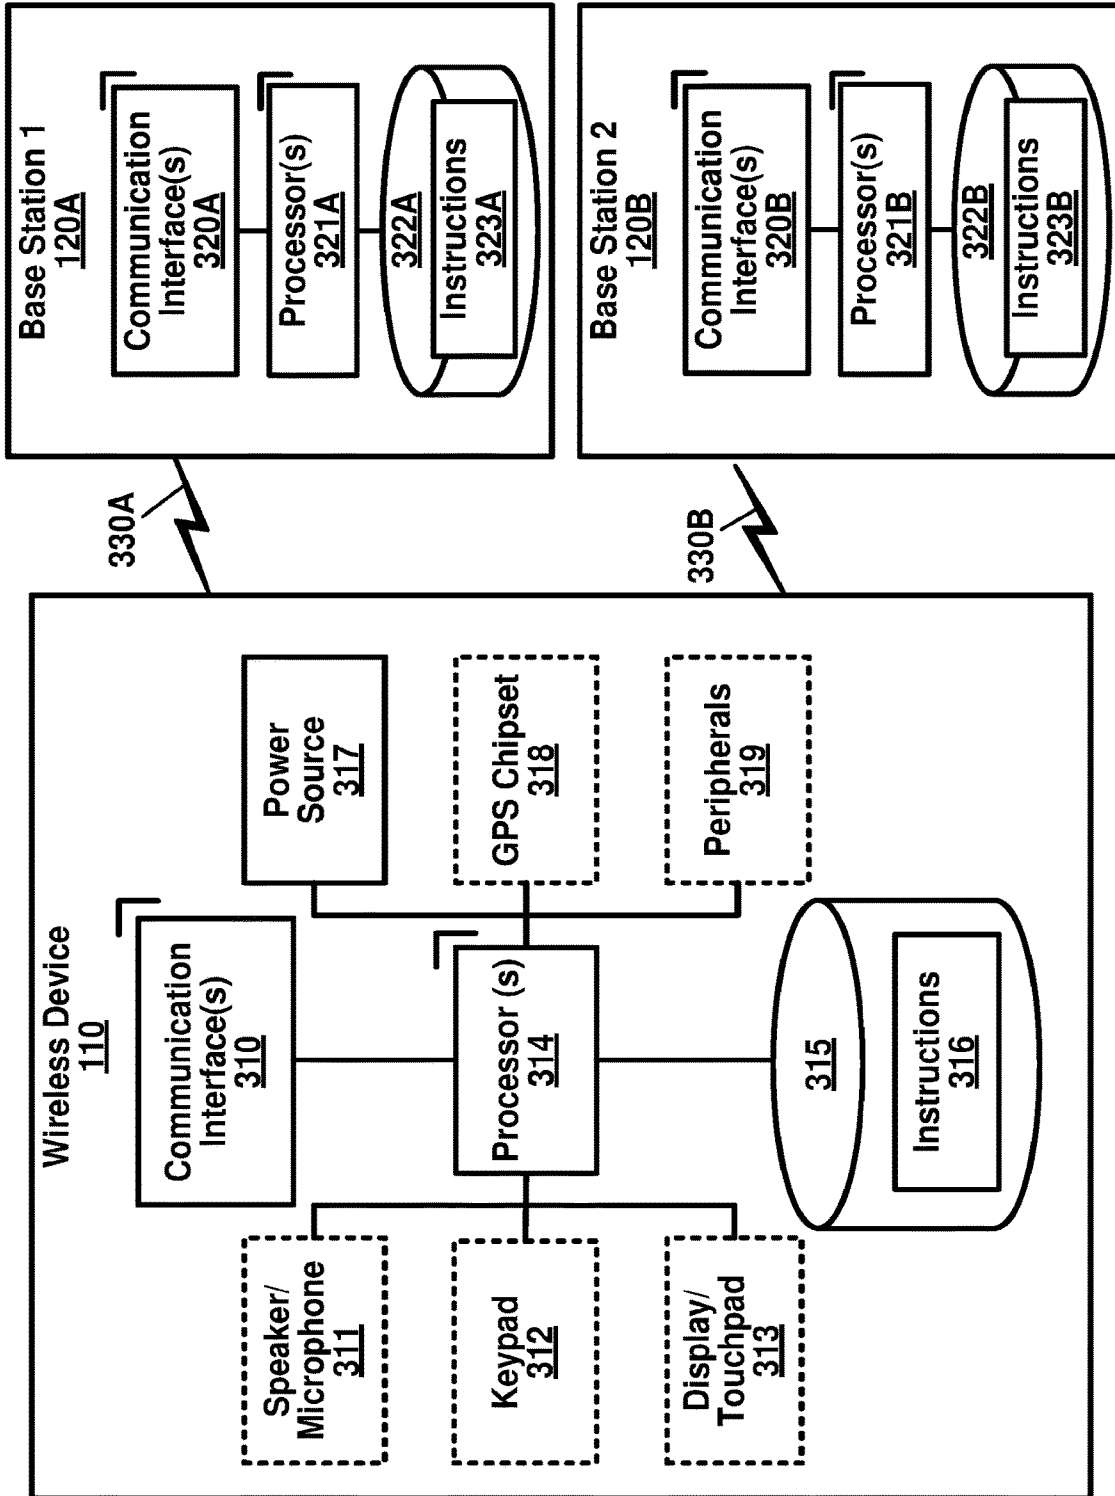 Wireless Device
110
Communication
Interface(s)
310
Speaker/
Microphone
311
Keypad
312
Display/
Touchpad
313
Processor (s)
314
Power
Source
317
GPS Chipset
318
Peripherals
319
315
Instructions
316
330A
330B
Base Station 1
120A
Communication
Interface(s)
320A
Processor(s)
321A
322A
Instructions
323A
Base Station 2
120B
Communication
Interface(s)
320B
Processor(s)
321B
322B
Instructions
323B